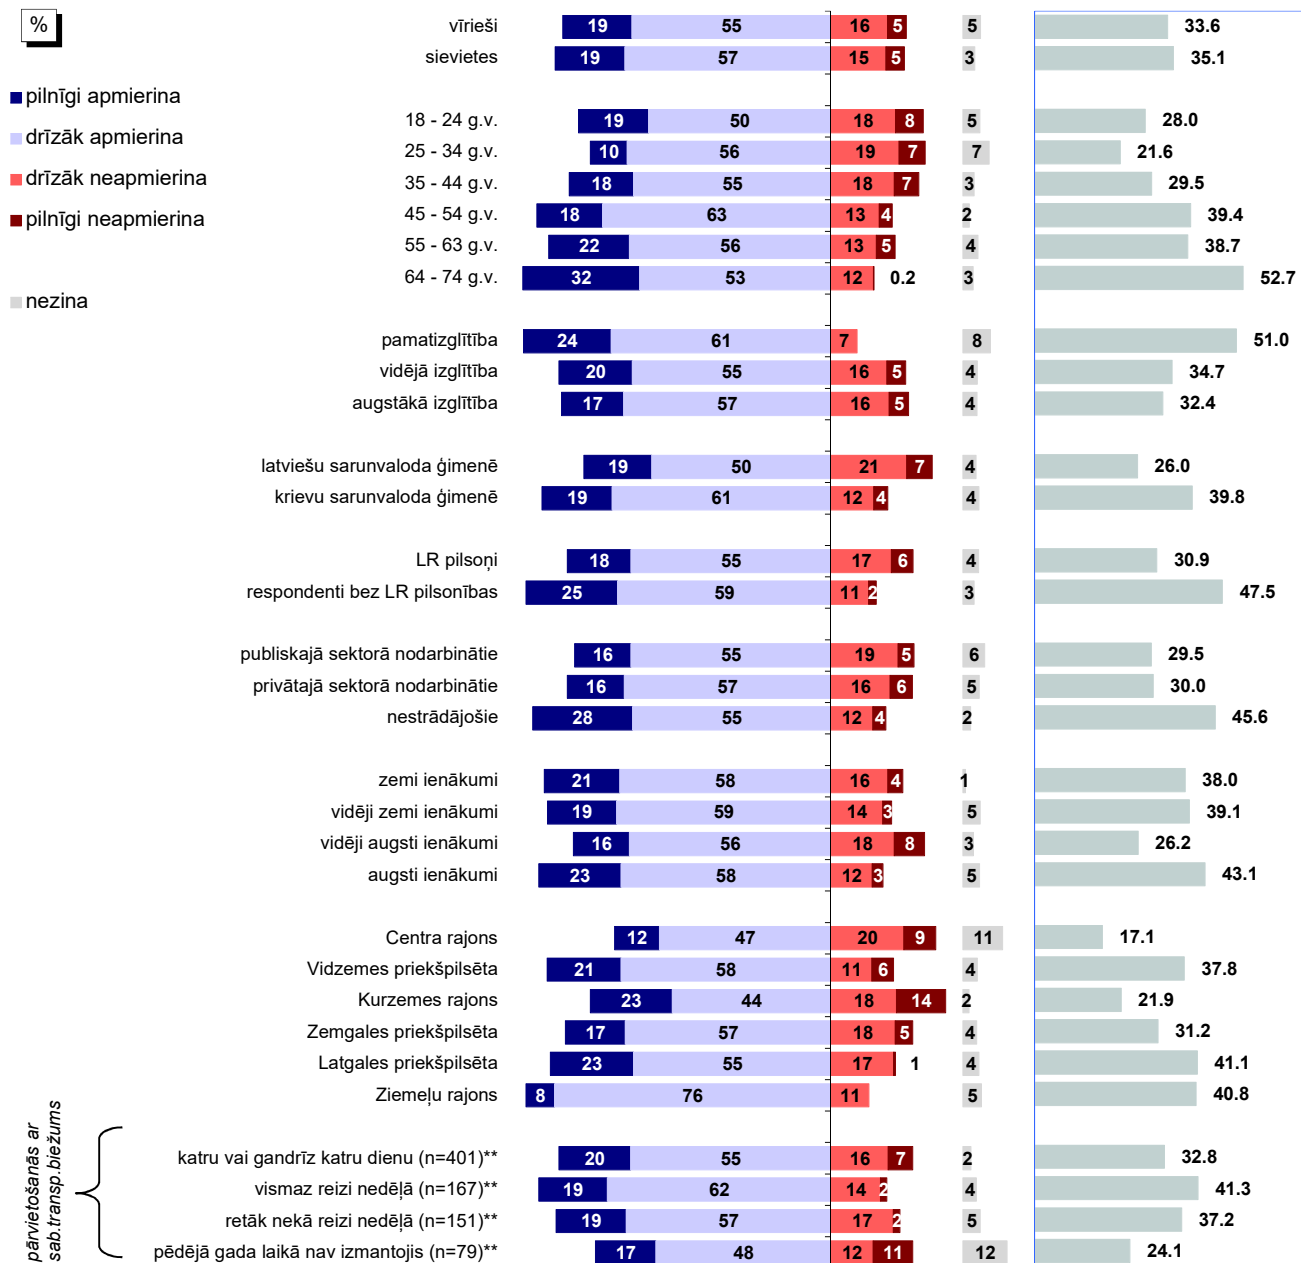 %
pilnīgi apmierina
drīzāk apmierina
drīzāk neapmierina
pilnīgi neapmierina
nezina
vīrieši 19 55 16 5 5 33.6
sievietes 19 57 15 5 3 35.1
18 - 24 g.v. 19 50 18 8 5 28.0
25 - 34 g.v. 10 56 19 7 7 21.6
35 - 44 g.v. 18 55 18 7 3 29.5
45 - 54 g.v. 18 63 13 4 2 39.4
55 - 63 g.v. 22 56 13 5 4 38.7
64 - 74 g.v. 32 53 12 0.2 3 52.7
pamatizglītība 24 61 7 8 51.0
vidējā izglītība 20 55 16 5 4 34.7
augstākā izglītība 17 57 16 5 4 32.4
latviešu sarunvaloda ģimenē 19 50 21 7 4 26.0
krievu sarunvaloda ģimenē 19 61 12 4 4 39.8
LR pilsoņi 18 55 17 6 4 30.9
respondenti bez LR pilsonības 25 59 11 2 3 47.5
publiskajā sektorā nodarbinātie 16 55 19 5 6 29.5
privātajā sektorā nodarbinātie 16 57 16 6 5 30.0
nestrādājošie 28 55 12 4 2 45.6
zemi ienākumi 21 58 16 4 1 38.0
vidēji zemi ienākumi 19 59 14 3 5 39.1
vidēji augsti ienākumi 16 56 18 8 3 26.2
augsti ienākumi 23 58 12 3 5 43.1
Centra rajons 12 47 20 9 11 17.1
Vidzemes priekšpilsēta 21 58 11 6 4 37.8
Kurzemes rajons 23 44 18 14 2 21.9
Zemgales priekšpilsēta 17 57 18 5 4 31.2
Latgales priekšpilsēta 23 55 17 1 4 41.1
Ziemeļu rajons 8 76 11 5 40.8
pārvietošanās ar
sab.transp.biežums
katru vai gandrīz katru dienu (n=401)** 20 55 16 7 2 32.8
vismaz reizi nedēļā (n=167)** 19 62 14 2 4 41.3
retāk nekā reizi nedēļā (n=151)** 19 57 17 2 5 37.2
pēdējā gada laikā nav izmantojis (n=79)** 17 48 12 11 12 24.1